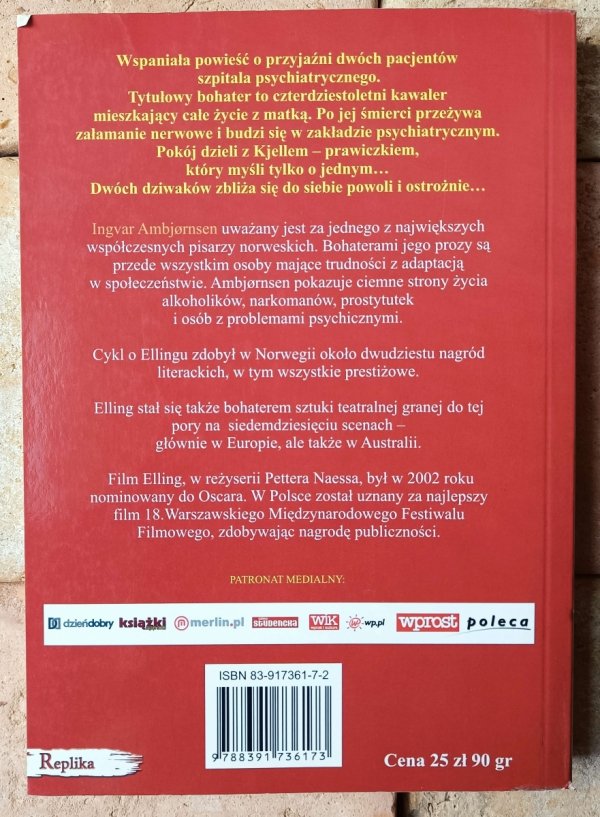 Wspaniała powieść o przyjaźni dwóch pacjentów
szpitala psychiatrycznego.
Tytułowy bohater to czterdziestoletni kawaler
mieszkający całe życie z matką. Po jej śmierci przeżywa
załamanie nerwowe i budzi się w zakładzie psychiatrycznym.
Pokój dzieli z Kjellem – prawiczkiem,
który myśli tylko o jednym…
Dwóch dziwaków zbliża się do siebie powoli i ostrożnie…
Ingvar Ambjørnsen uważany jest za jednego z największych
współczesnych pisarzy norweskich. Bohaterami jego prozy są
przede wszystkim osoby mające trudności z adaptacją
w społeczeństwie. Ambjørnsen pokazuje ciemne strony życia
alkoholików, narkomanów, prostytutek
i osób z problemami psychicznymi.
Cykl o Ellingu zdobył w Norwegii około dwudziestu nagród
literackich, w tym wszystkie prestiżowe.
Elling stał się także bohaterem sztuki teatralnej granej do tej
pory na siedemdziesięciu scenach –
głównie w Europie, ale także w Australii.
Film Elling, w reżyserii Pettera Naessa, był w 2002 roku
nominowany do Oscara. W Polsce został uznany za najlepszy
film 18.Warszawskiego Międzynarodowego Festiwalu
Filmowego, zdobywając nagrodę publiczności.
PATRONAT MEDIALNY:
dzieńdobry książki merlin.pl STUDENCKA WIK wp.pl wprost poleca
ISBN 83-917361-7-2
9 788391 736173
Replika
Cena 25 zł 90 gr